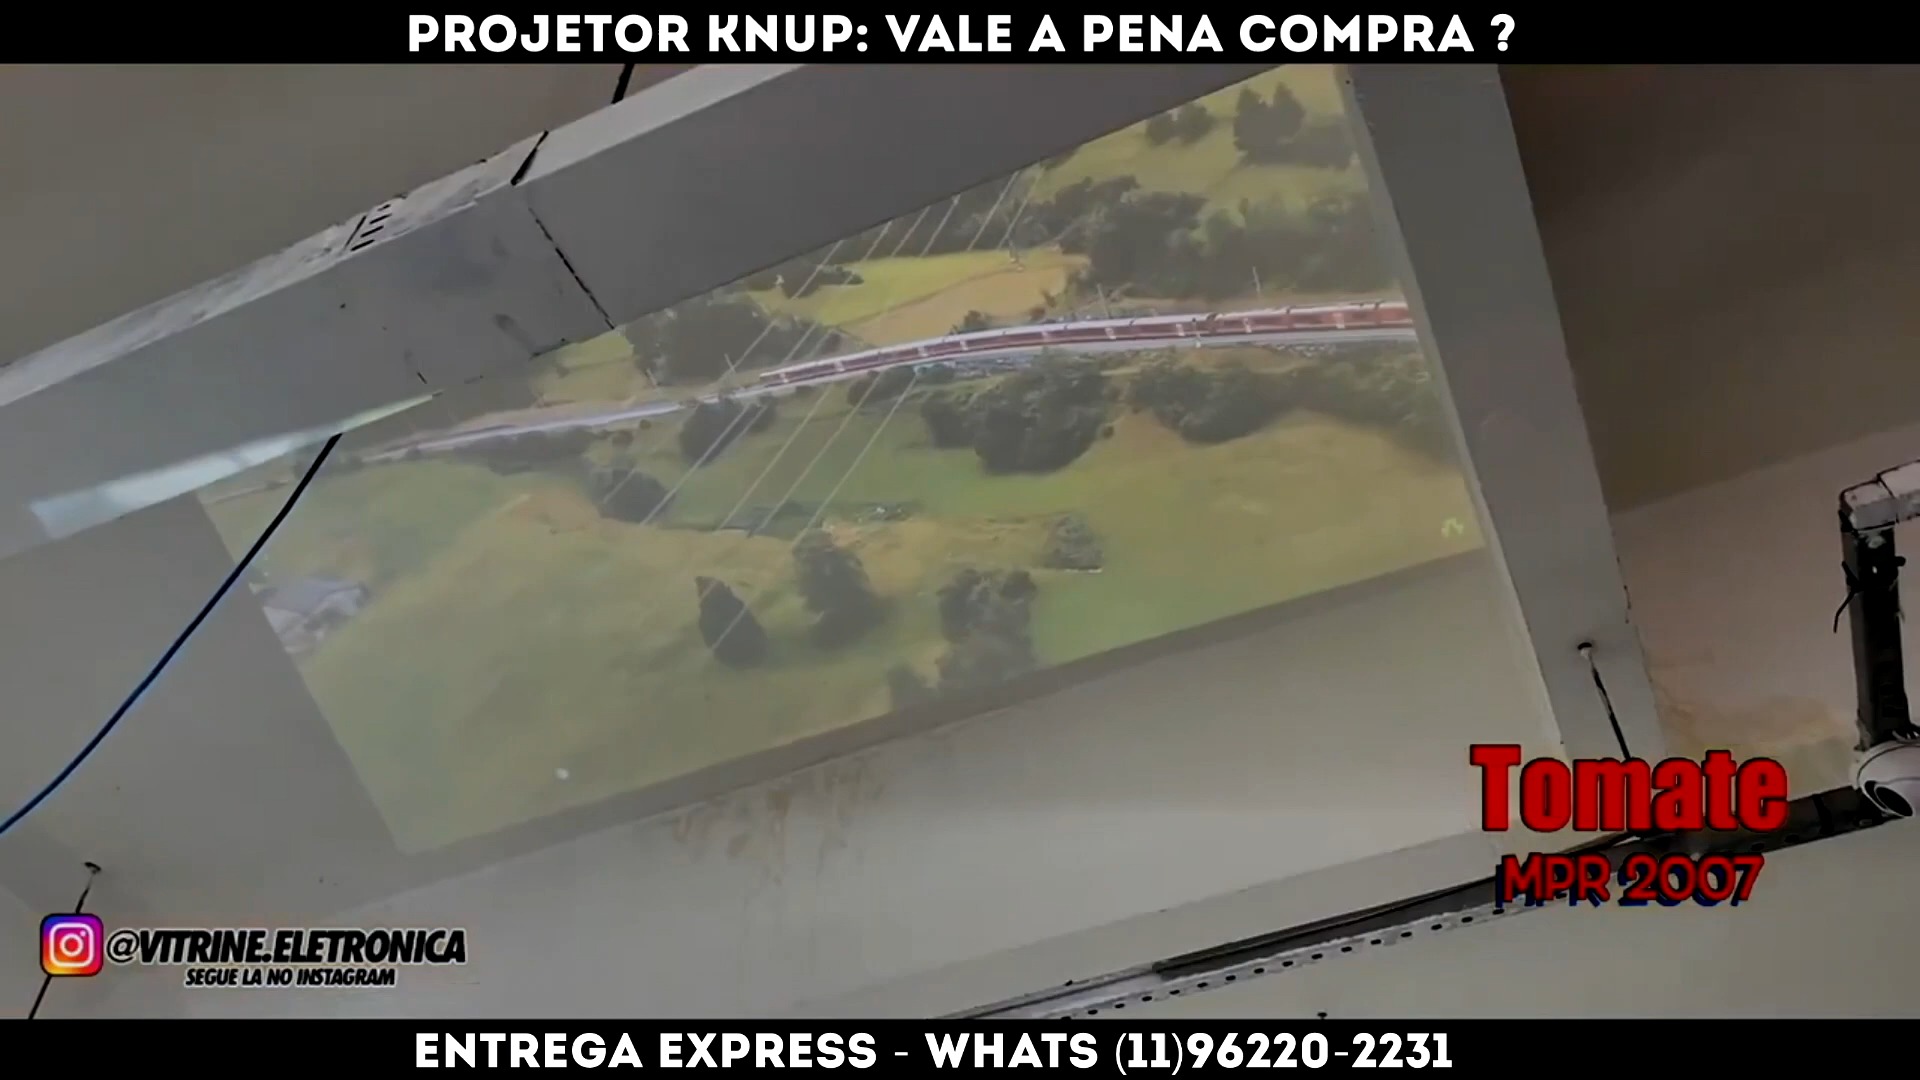 PROJETOR KNUP: VALE A PENA COMPRA ?
Tomate
MPR 2007
@VITRINE.ELETRONICA
SEGUE LA NO INSTAGRAM
ENTREGA EXPRESS - WHATS (11)96220-2231